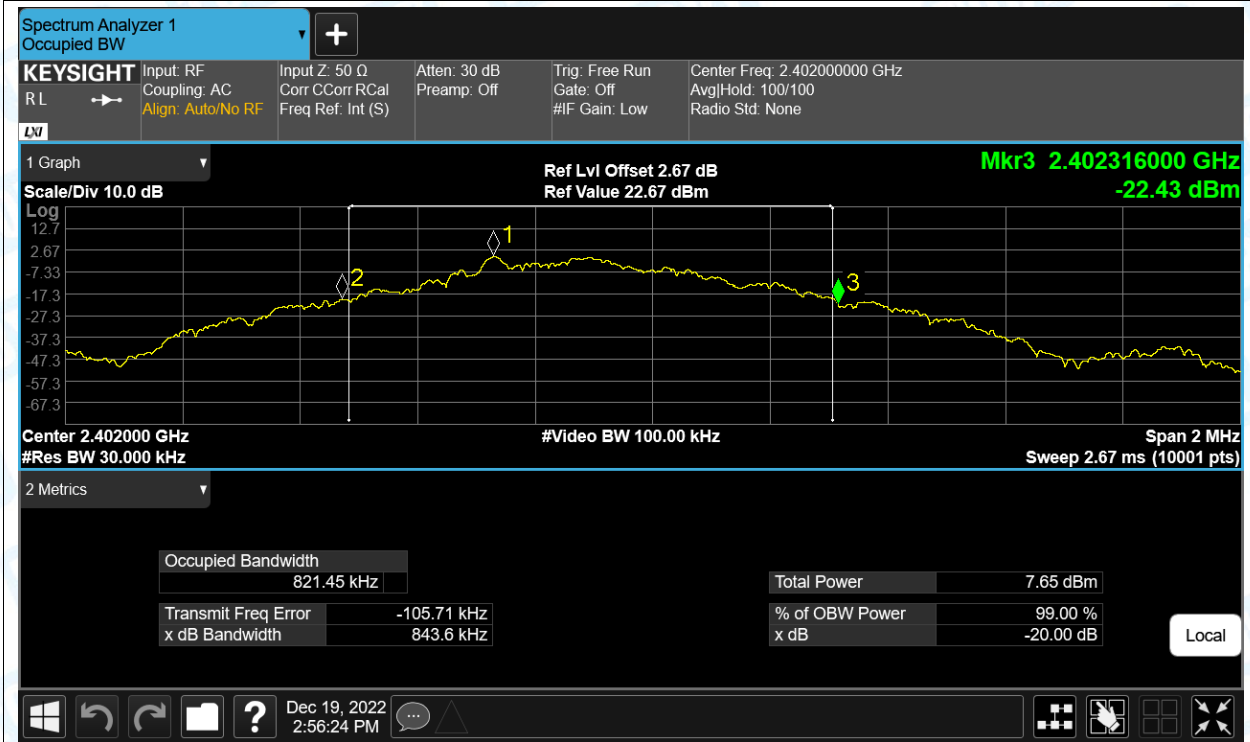 Spectrum Analyzer 1
Occupied BW
KEYSIGHT
R L
LXI
Input: RF
Coupling: AC
Align: Auto/No RF
Input Z: 50 Ω
Corr CCorr RCal
Freq Ref: Int (S)
Atten: 30 dB
Preamp: Off
Trig: Free Run
Gate: Off
#IF Gain: Low
Center Freq: 2.402000000 GHz
Avg|Hold: 100/100
Radio Std: None
1 Graph
Scale/Div 10.0 dB
Ref Lvl Offset 2.67 dB
Ref Value 22.67 dBm
Mkr3 2.402316000 GHz
-22.43 dBm
Log
12.7
2.67
-7.33
-17.3
-27.3
-37.3
-47.3
-57.3
-67.3
1
2
3
Center 2.402000 GHz
#Video BW 100.00 kHz
Span 2 MHz
#Res BW 30.000 kHz
Sweep 2.67 ms (10001 pts)
2 Metrics
Occupied Bandwidth
821.45 kHz
Total Power 7.65 dBm
Transmit Freq Error -105.71 kHz
% of OBW Power 99.00 %
x dB Bandwidth 843.6 kHz
x dB -20.00 dB
Local
?
Dec 19, 2022
2:56:24 PM